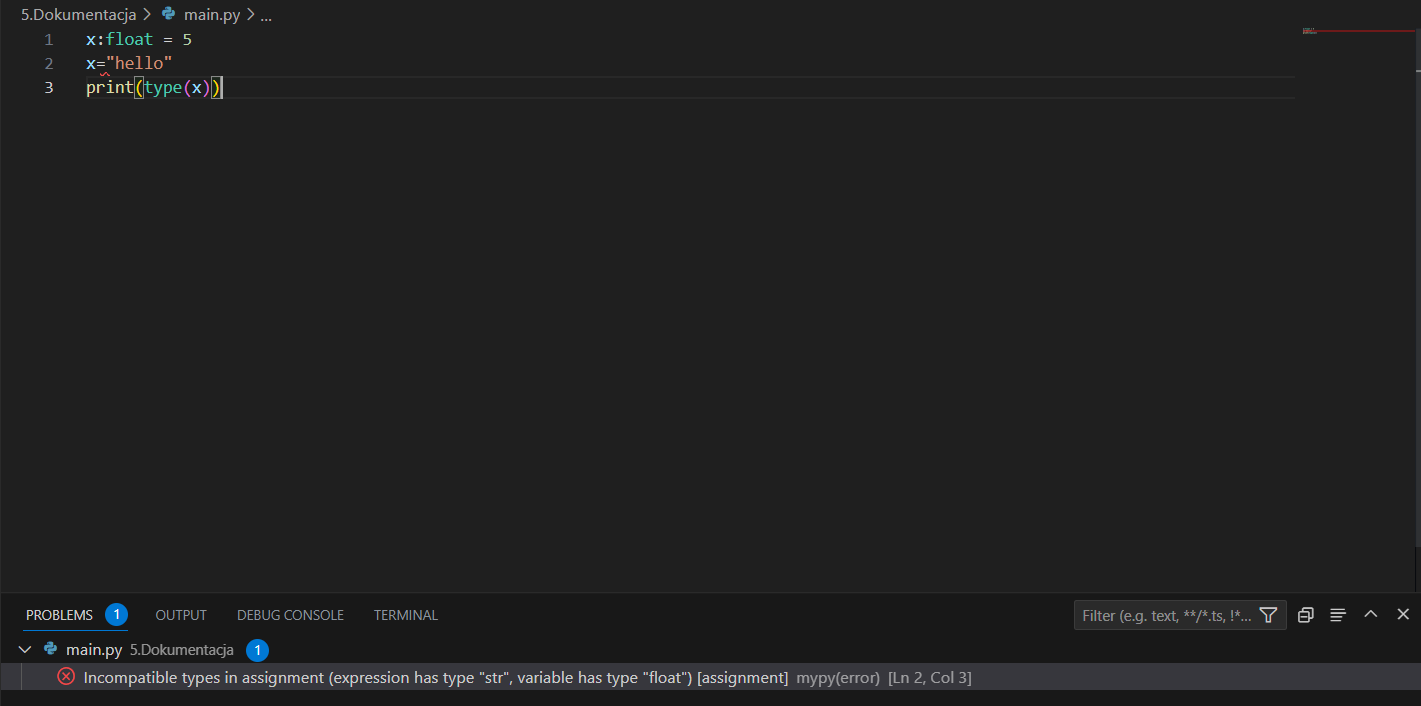 5.Dokumentacja > main.py > ...
1 x:float = 5
2 x="hello"
3 print(type(x))
PROBLEMS 1 OUTPUT DEBUG CONSOLE TERMINAL Filter (e.g. text, **/*.ts, !*...
main.py 5.Dokumentacja 1
Incompatible types in assignment (expression has type "str", variable has type "float") [assignment] mypy(error) [Ln 2, Col 3]